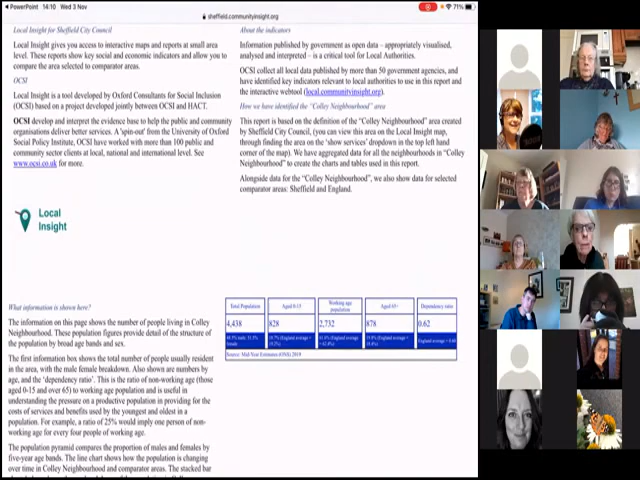 PowerPoint 14:10 Wed 3 Nov
71%
sheffield.communityinsight.org
Local Insight for Sheffield City Council
Local Insight gives you access to interactive maps and reports at small area
level. These reports show key social and economic indicators and allow you to
compare the area selected to comparator areas.
OCSI
Local Insight is a tool developed by Oxford Consultants for Social Inclusion
(OCSI) based on a project developed jointly between OCSI and HACT.
OCSI develop and interpret the evidence base to help the public and community
organisations deliver better services. A 'spin-out' from the University of Oxford
Social Policy Institute, OCSI have worked with more than 100 public and
community sector clients at local, national and international level. See
www.ocsi.co.uk for more.
About the indicators
Information published by government as open data – appropriately visualised,
analysed and interpreted – is a critical tool for Local Authorities.
OCSI collect all local data published by more than 50 government agencies, and
have identified key indicators relevant to local authorities to use in this report and
the interactive webtool (local.communityinsight.org).
How we have identified the "Colley Neighbourhood" area
This report is based on the definition of the "Colley Neighbourhood" area created
by Sheffield City Council, (you can view this area on the Local Insight map,
through finding the area on the 'show services' dropdown in the top left hand
corner of the map). We have aggregated data for all the neighbourhoods in "Colley
Neighbourhood" to create the charts and tables used in this report.
Alongside data for the "Colley Neighbourhood", we also show data for selected
comparator areas: Sheffield and England.
Local
Insight
What information is shown here?
The information on this page shows the number of people living in Colley
Neighbourhood. These population figures provide detail of the structure of
the population by broad age bands and sex.
The first information box shows the total number of people usually resident
in the area, with the male female breakdown. Also shown are numbers by
age, and the 'dependency ratio'. This is the ratio of non-working age (those
aged 0-15 and over 65) to working age population and is useful in
understanding the pressure on a productive population in providing for the
costs of services and benefits used by the youngest and oldest in a
population. For example, a ratio of 25% would imply one person of non-
working age for every four people of working age.
The population pyramid compares the proportion of males and females by
five-year age bands. The line chart shows how the population is changing
over time in Colley Neighbourhood and comparator areas. The stacked bar
Total Population Aged 0-15 Working age population Aged 65+ Dependency ratio
4,438 828 2,732 878 0.62
Source: Mid-Year Estimates (ONS) 2019